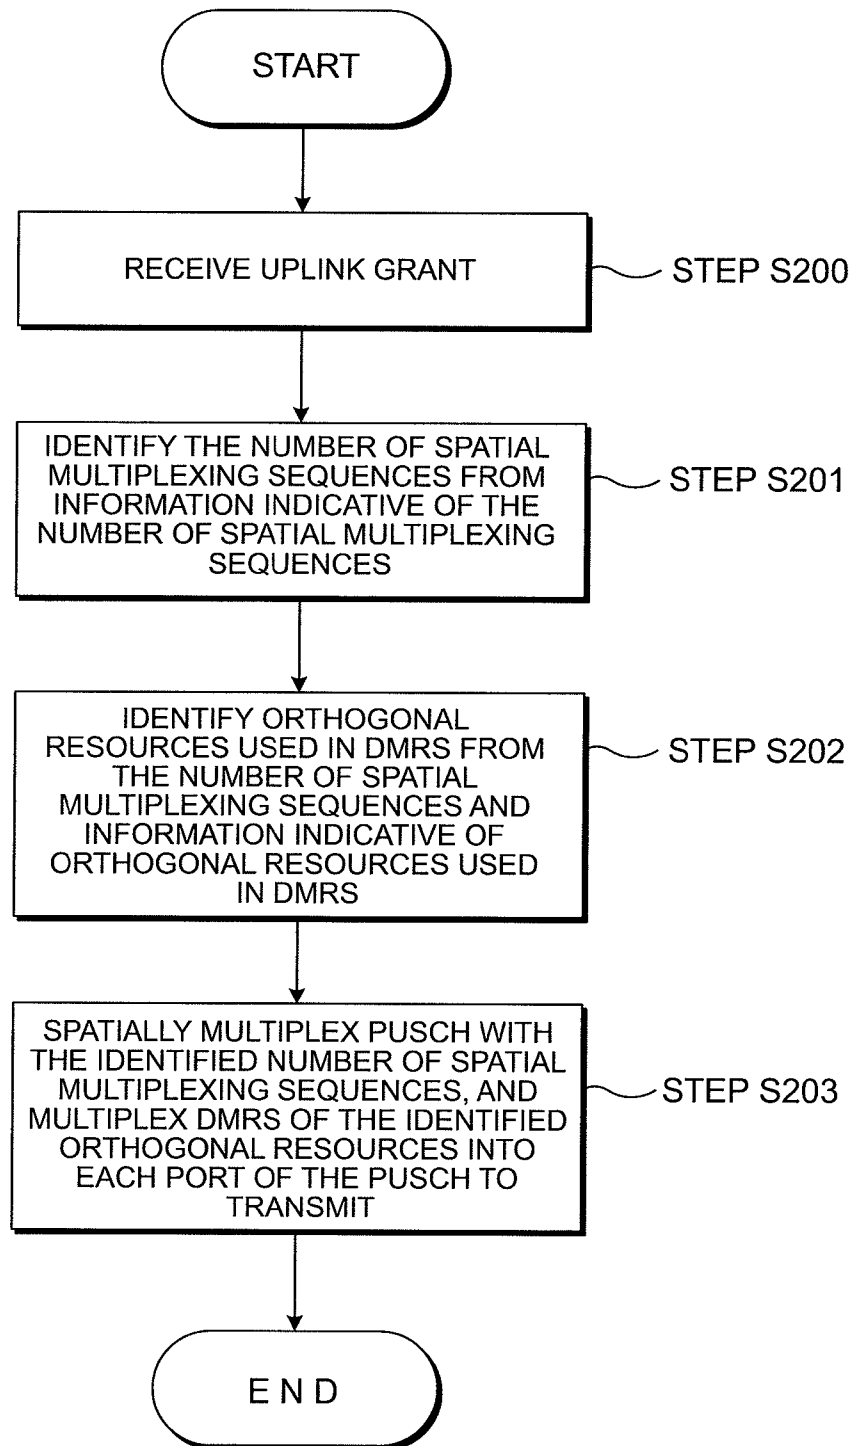 START
RECEIVE UPLINK GRANT
STEP S200
IDENTIFY THE NUMBER OF SPATIAL
MULTIPLEXING SEQUENCES FROM
INFORMATION INDICATIVE OF THE
NUMBER OF SPATIAL MULTIPLEXING
SEQUENCES
STEP S201
IDENTIFY ORTHOGONAL
RESOURCES USED IN DMRS FROM
THE NUMBER OF SPATIAL
MULTIPLEXING SEQUENCES AND
INFORMATION INDICATIVE OF
ORTHOGONAL RESOURCES USED
IN DMRS
STEP S202
SPATIALLY MULTIPLEX PUSCH WITH
THE IDENTIFIED NUMBER OF SPATIAL
MULTIPLEXING SEQUENCES, AND
MULTIPLEX DMRS OF THE IDENTIFIED
ORTHOGONAL RESOURCES INTO
EACH PORT OF THE PUSCH TO
TRANSMIT
STEP S203
E N D